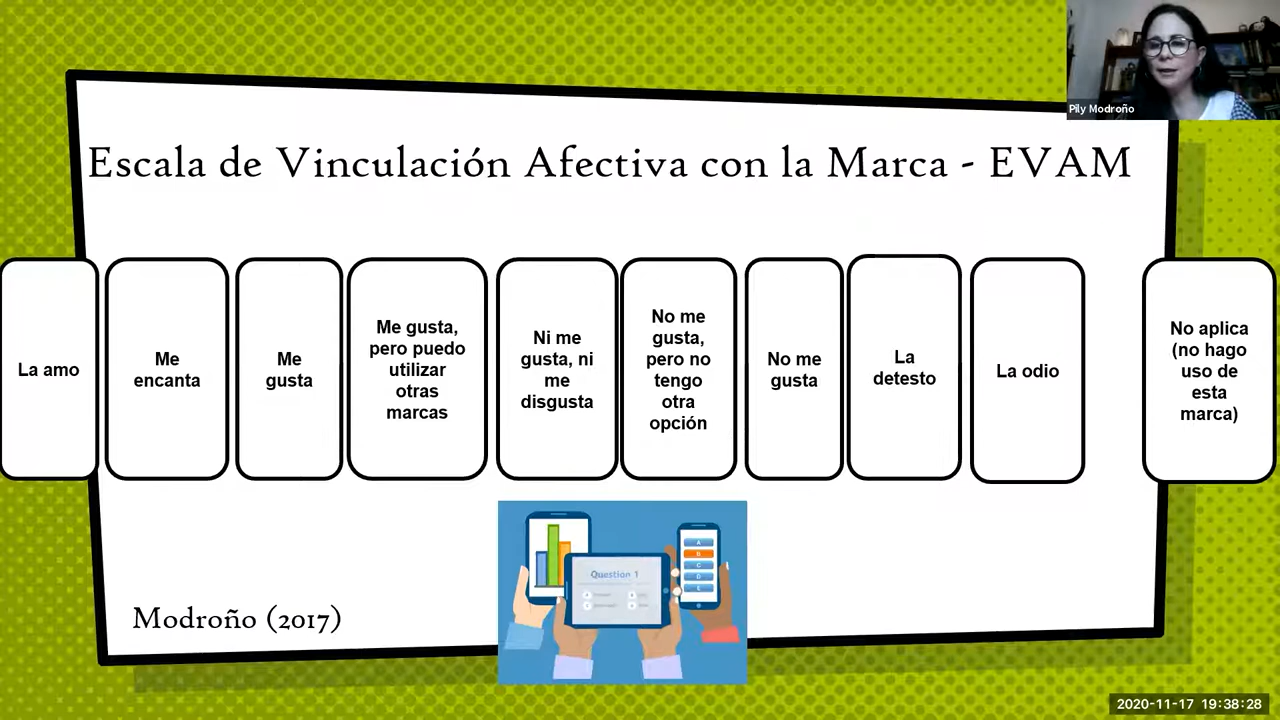 Pily Modroño
Escala de Vinculación Afectiva con la Marca - EVAM
La amo
Me
encanta
Me
gusta
Me gusta,
pero puedo
utilizar
otras
marcas
Ni me
gusta, ni
me
disgusta
No me
gusta,
pero no
tengo
otra
opción
No me
gusta
La
detesto
La odio
No aplica
(no hago
uso de
esta
marca)
Question 1
A
B
C
D
E
Modroño (2017)
2020-11-17 19:38:28